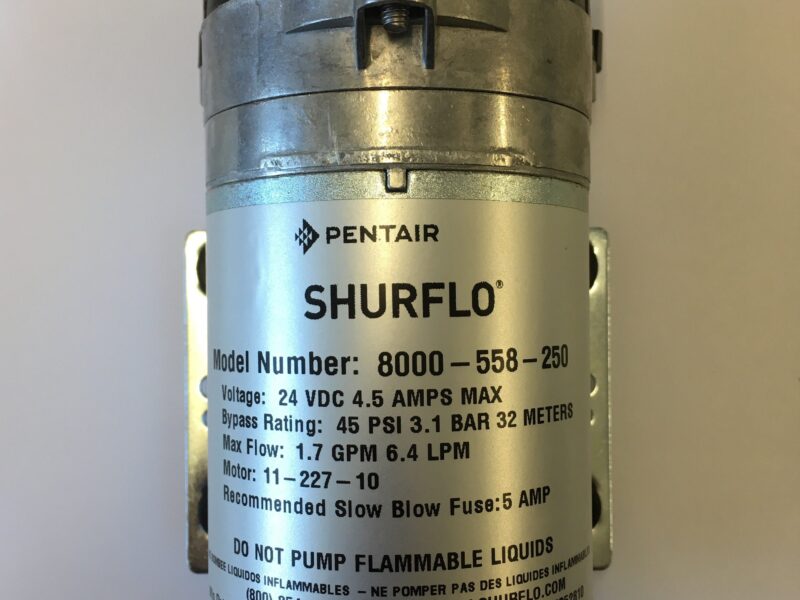 PENTAIR
SHURFLO®
Model Number: 8000-558-250
Voltage: 24 VDC 4.5 AMPS MAX
Bypass Rating: 45 PSI 3.1 BAR 32 METERS
Max Flow: 1.7 GPM 6.4 LPM
Motor: 11-227-10
Recommended Slow Blow Fuse:5 AMP
DO NOT PUMP FLAMMABLE LIQUIDS
LIQUIDOS INFLAMMABLES - NE POMPER PAS DES LIQUIDES
(800)